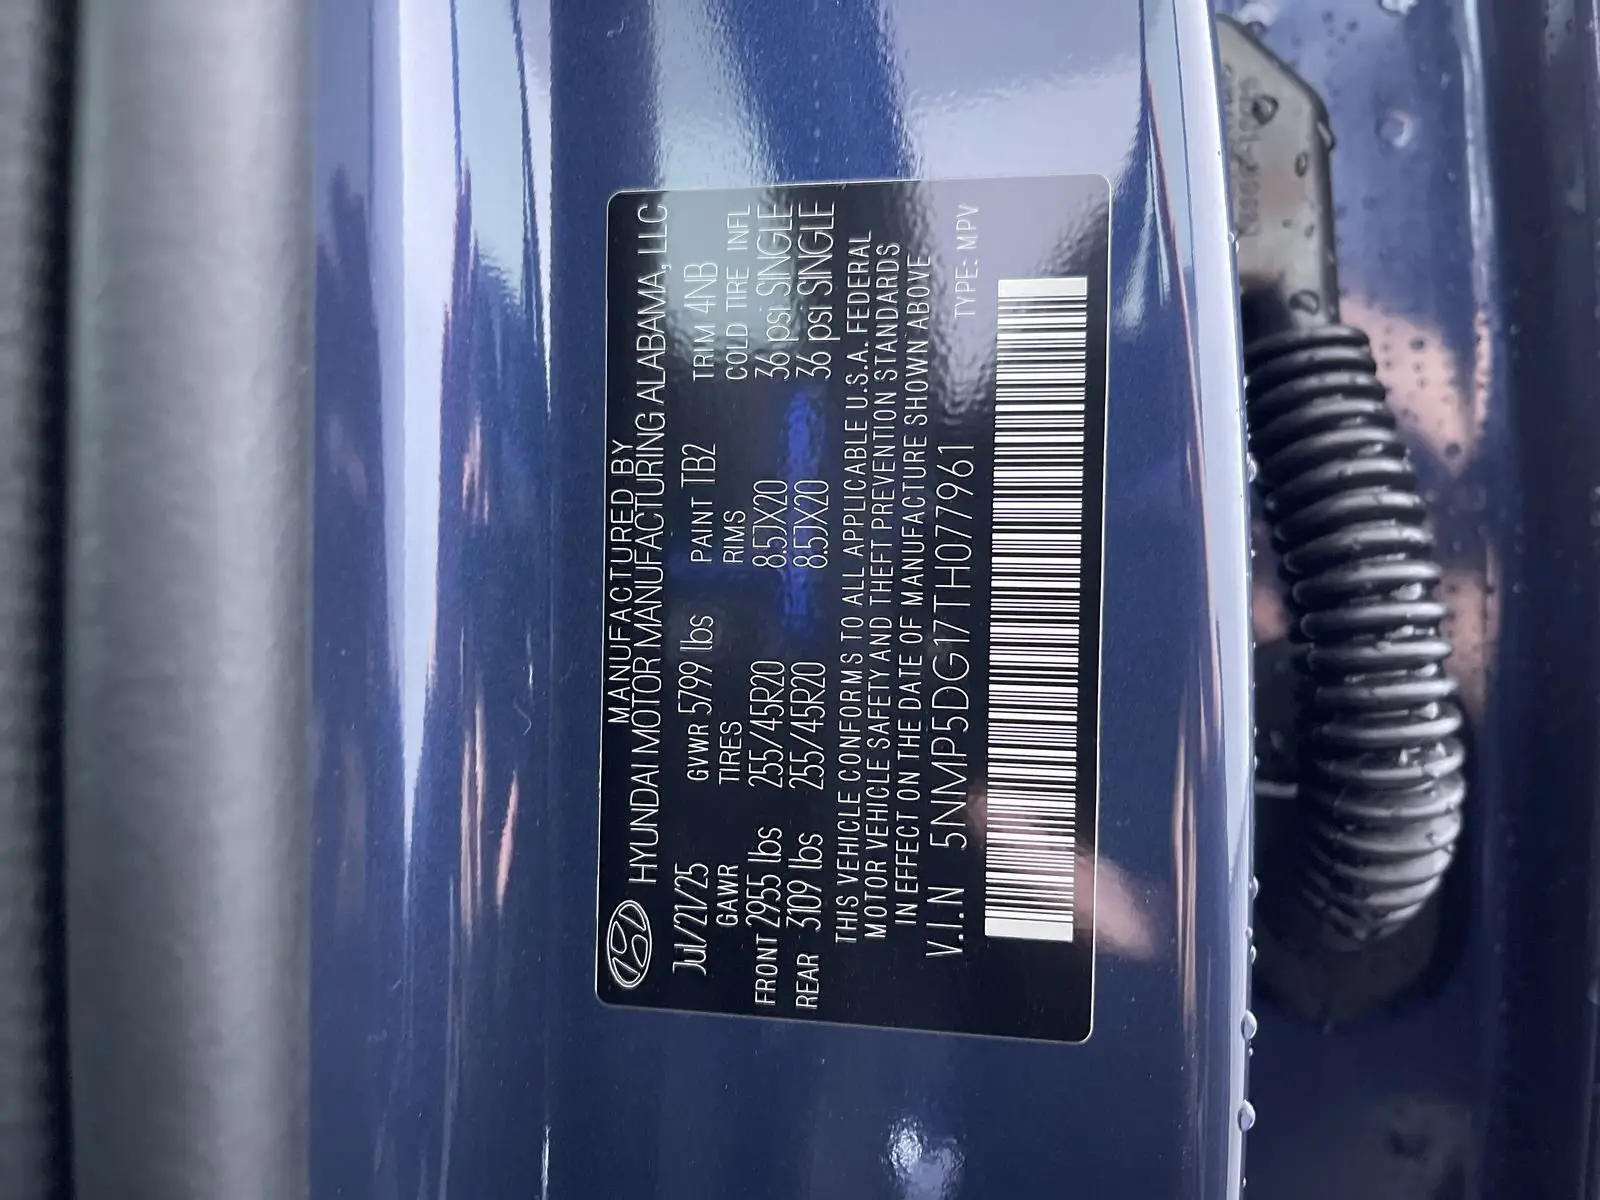 MANUFACTURED BY
HYUNDAI MOTOR MANUFACTURING ALABAMA, LLC
Jul/21/25 GVWR 5799 lbs PAINT TB2 TRIM 4NB
GAWR TIRES RIMS COLD TIRE INFL
FRONT 2955 lbs 255/45R20 8.5JX20 36 psi SINGLE
REAR 3109 lbs 255/45R20 8.5JX20 36 psi SINGLE
THIS VEHICLE CONFORMS TO ALL APPLICABLE U.S.A. FEDERAL
MOTOR VEHICLE SAFETY AND THEFT PREVENTION STANDARDS
IN EFFECT ON THE DATE OF MANUFACTURE SHOWN ABOVE
V.I.N 5NMP5DG17TH077961 TYPE: MPV